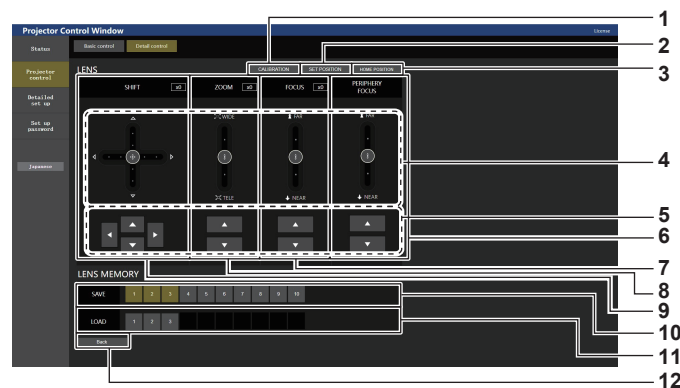 1
2
Projector Control Window
License
Status
Basic control
Detail control
3
LENS
CALIBRATION
SET POSITION
HOME POSITION
Projector
control
SHIFT
±0
ZOOM
±0
FOCUS
±0
PERIPHERY
FOCUS
Detailed
set up
WIDE
FAR
FAR
Set up
password
4
Japanese
TELE
NEAR
NEAR
5
6
7
LENS MEMORY
8
9
SAVE
1 2 3 4 5 6 7 8 9 10
10
LOAD
1 2 3
11
Back
12